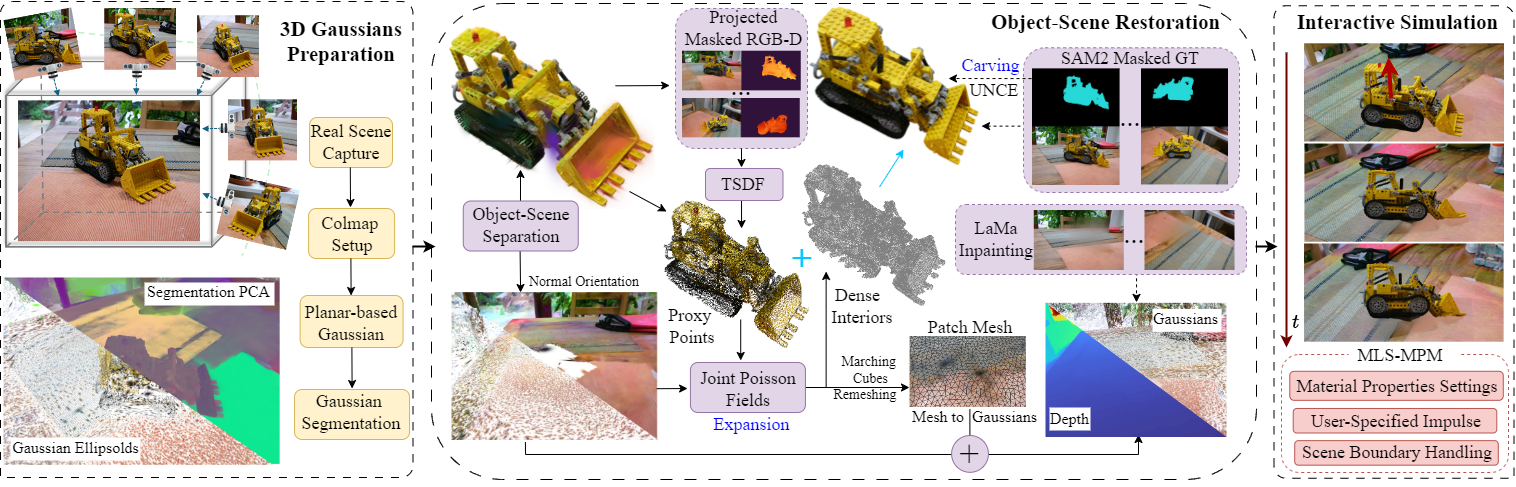 3D Gaussians
Preparation
Real Scene
Capture
Colmap
Setup
Planar-based
Gaussian
Gaussian
Segmentation
Segmentation PCA
Gaussian Ellipsolds
Object-Scene Restoration
Projected
Masked RGB-D
...
TSDF
Object-Scene
Separation
Normal Orientation
Proxy
Points
+
Joint Poisson
Fields
Expansion
Dense
Interiors
Marching
Cubes
Remeshing
Patch Mesh
Mesh to Gaussians
+
Carving
UNCE
SAM2 Masked GT
...
LaMa
Inpainting
...
Gaussians
Depth
Interactive Simulation
t
MLS-MPM
Material Properties Settings
User-Specified Impulse
Scene Boundary Handling